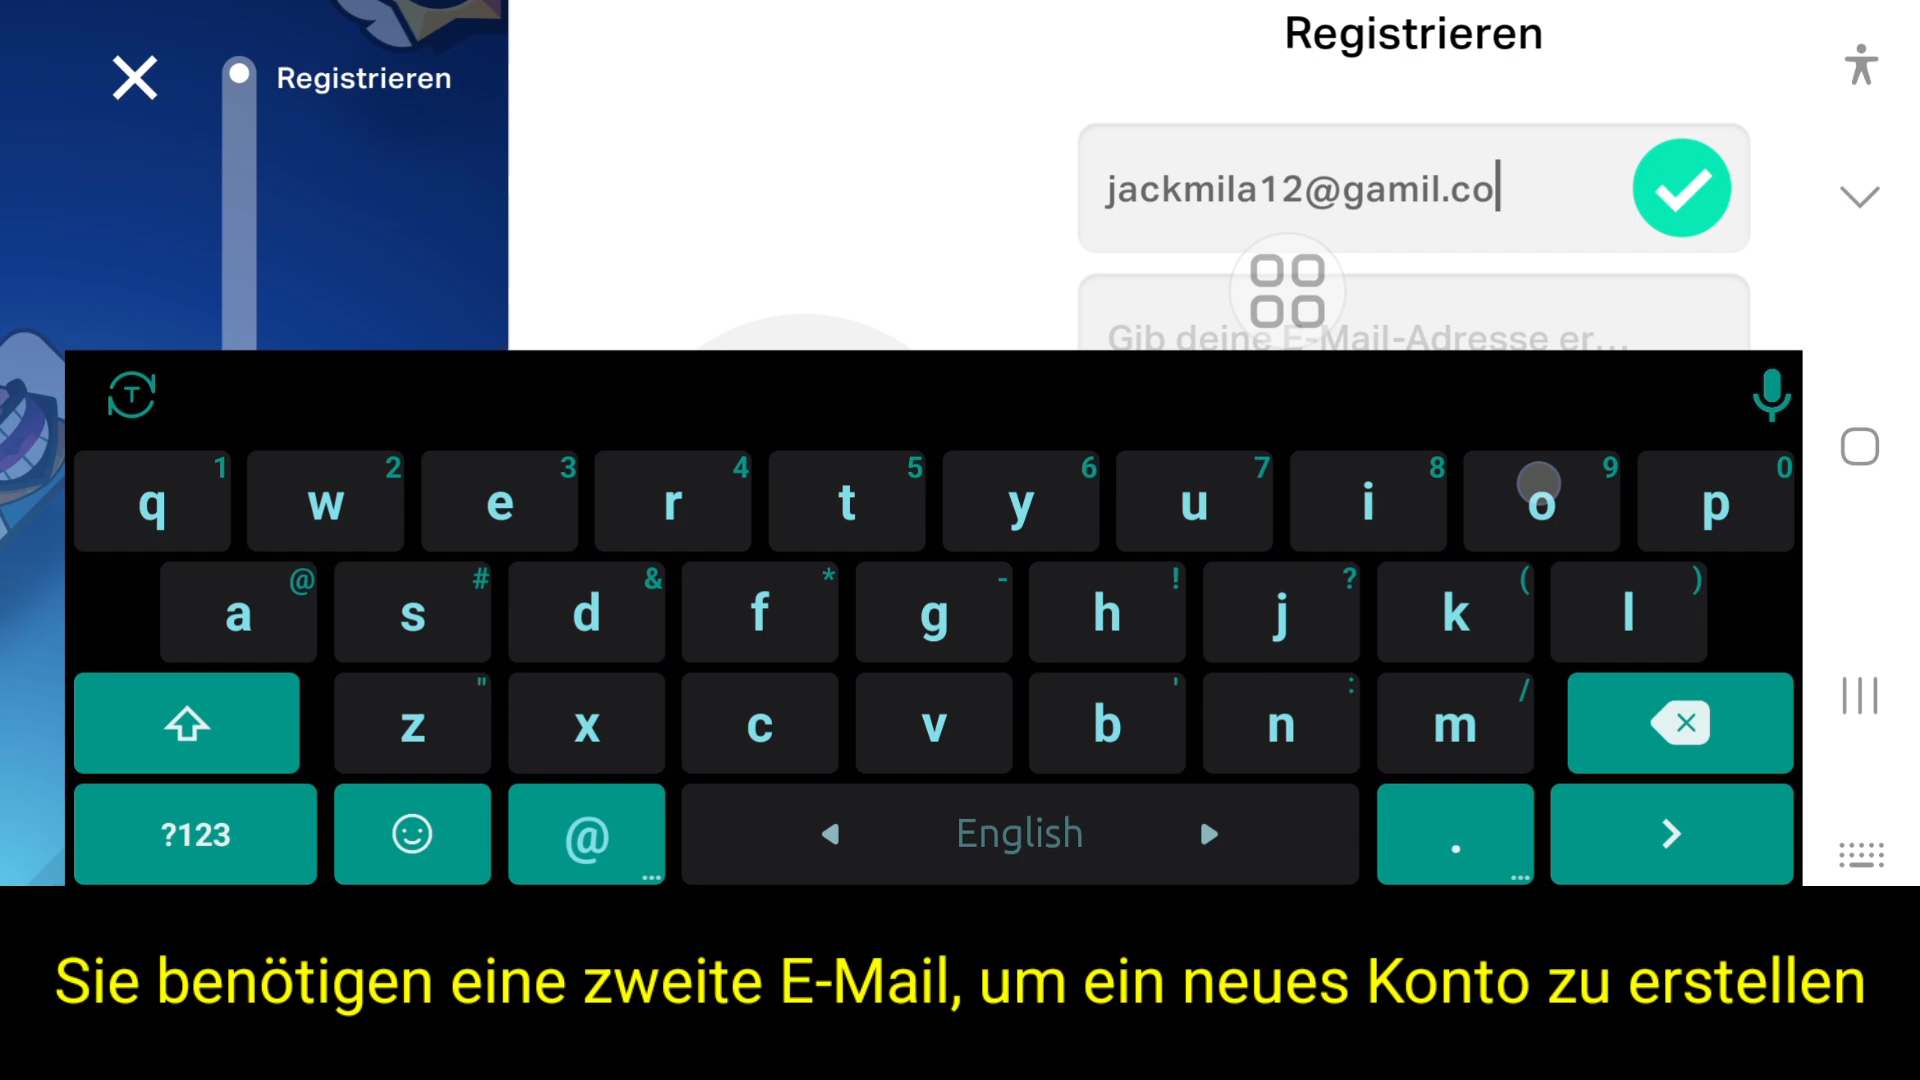 Registrieren
Registrieren
jackmila12@gamil.co
Gib deine E-Mail-Adresse er...
T
1 2 3 4 5 6 7 8 9 0
q w e r t y u i o p
@ # & * - ! ? ( )
a s d f g h j k l
" ' : /
z x c v b n m
?123 @ ... English . ...
Sie benötigen eine zweite E-Mail, um ein neues Konto zu erstellen